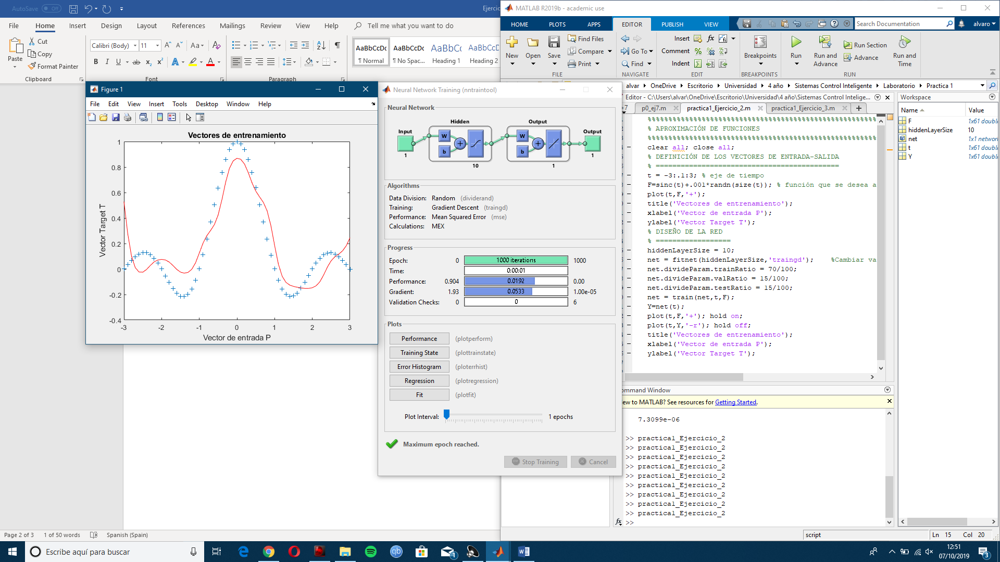 AutoSave Off
Ejercic
File Home Insert Design Layout References Mailings Review View Help Tell me what you want to do
Paste
Cut
Copy
Format Painter
Clipboard
Calibri (Body) 11
Font
Paragraph
AaBbCcDc AaBbCcDc AaBbCc AaBbCcD
¶ Normal ¶ No Spac... Heading 1 Heading 2
MATLAB R2019b - academic use
HOME PLOTS APPS EDITOR PUBLISH VIEW
Search Documentation
alvaro
New Open Save
Find Files
Compare
Print
FILE
Go To
Find
NAVIGATE
Insert
Comment
Indent
EDIT
Breakpoints
BREAKPOINTS
Run
Run and Advance
Run Section
Advance
Run and Time
RUN
alvar OneDrive Escritorio Universidad 4 año Sistemas Control Inteligente Laboratorio Practica 1
Figure 1
File Edit View Insert Tools Desktop Window Help
Vectores de entrenamiento
1
0.8
0.6
0.4
0.2
0
-0.2
-0.4
-3 -2 -1 0 1 2 3
Vector Target T
Vector de entrada P
Neural Network Training (nntraintool)
Neural Network
Hidden Output
Input Output
W b W b
1 10 1 1
Algorithms
Data Division: Random (dividerand)
Training: Gradient Descent (traingd)
Performance: Mean Squared Error (mse)
Calculations: MEX
Progress
Epoch: 0 1000 iterations 1000
Time: 0:00:01
Performance: 0.904 0.0192 0.00
Gradient: 1.93 0.0533 1.00e-05
Validation Checks: 0 0 6
Plots
Performance (plotperform)
Training State (plottrainstate)
Error Histogram (ploterrhist)
Regression (plotregression)
Fit (plotfit)
Plot Interval: 1 epochs
Maximum epoch reached.
Stop Training Cancel
Editor - C:\Users\alvar\OneDrive\Escritorio\Universidad\4 año\Sistemas Control Intelige...
+7 p0_ej7.m practica1_Ejercicio_2.m practica1_Ejercicio_3.m
%%%%%%%%%%%%%%%%%%%%%%%%%%%%%%%%%%%%%%%%%%%%%%%%%%%%%%%
% APROXIMACIÓN DE FUNCIONES
%%%%%%%%%%%%%%%%%%%%%%%%%%%%%%%%%%%%%%%%%%%%%%%%%%%%%%%
clear all; close all;
% DEFINICIÓN DE LOS VECTORES DE ENTRADA-SALIDA
% ============================================
t = -3:.1:3; % eje de tiempo
F=sinc(t)+.001*randn(size(t)); % función que se desea a
plot(t,F,'+');
title('Vectores de entrenamiento');
xlabel('Vector de entrada P');
ylabel('Vector Target T');
% DISEÑO DE LA RED
% ==================
hiddenLayerSize = 10;
net = fitnet(hiddenLayerSize,'traingd'); %Cambiar va
net.divideParam.trainRatio = 70/100;
net.divideParam.valRatio = 15/100;
net.divideParam.testRatio = 15/100;
net = train(net,t,F);
Y=net(t);
plot(t,F,'+'); hold on;
plot(t,Y,'-r'); hold off;
title('Vectores de entrenamiento');
xlabel('Vector de entrada P');
ylabel('Vector Target T');
Workspace
Name Value
F 1x61 double
hiddenLayerSize 10
net 1x1 network
t 1x61 double
Y 1x61 double
ommand Window
ew to MATLAB? See resources for Getting Started.
7.3099e-06
>> practica1_Ejercicio_2
>> practica1_Ejercicio_2
>> practica1_Ejercicio_2
>> practica1_Ejercicio_2
>> practica1_Ejercicio_2
>> practica1_Ejercicio_2
>> practica1_Ejercicio_2
>> practica1_Ejercicio_2
>> practica1_Ejercicio_2
fx >>
script Ln 15 Col 20
Page 2 of 3 1 of 50 words Spanish (Spain)
Escribe aquí para buscar
12:51
07/10/2019